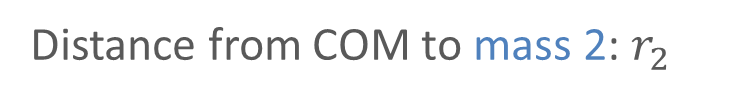 Distance from COM to mass 2: r₂